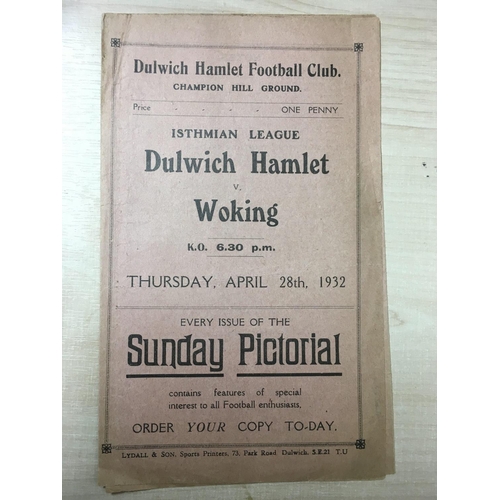 Dulwich Hamlet Football Club.
CHAMPION HILL GROUND.
Price - - - - ONE PENNY
ISTHMIAN LEAGUE
Dulwich Hamlet
v.
Woking
K.O. 6.30 p.m.
THURSDAY, APRIL 28th, 1932
EVERY ISSUE OF THE
Sunday Pictorial
contains features of special
interest to all Football enthusiasts,
ORDER YOUR COPY TO-DAY.
LYDALL & SON, Sports Printers, 73, Park Road, Dulwich, S.E.21 T.U